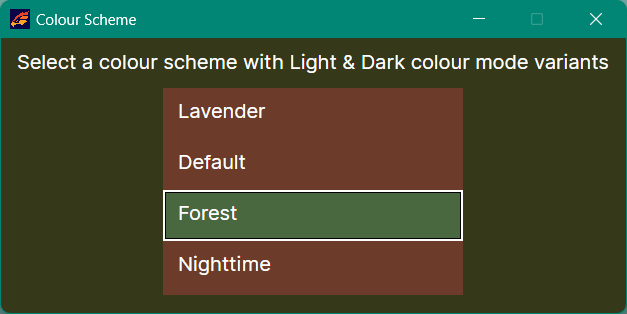 Colour Scheme
Select a colour scheme with Light & Dark colour mode variants
Lavender
Default
Forest
Nighttime